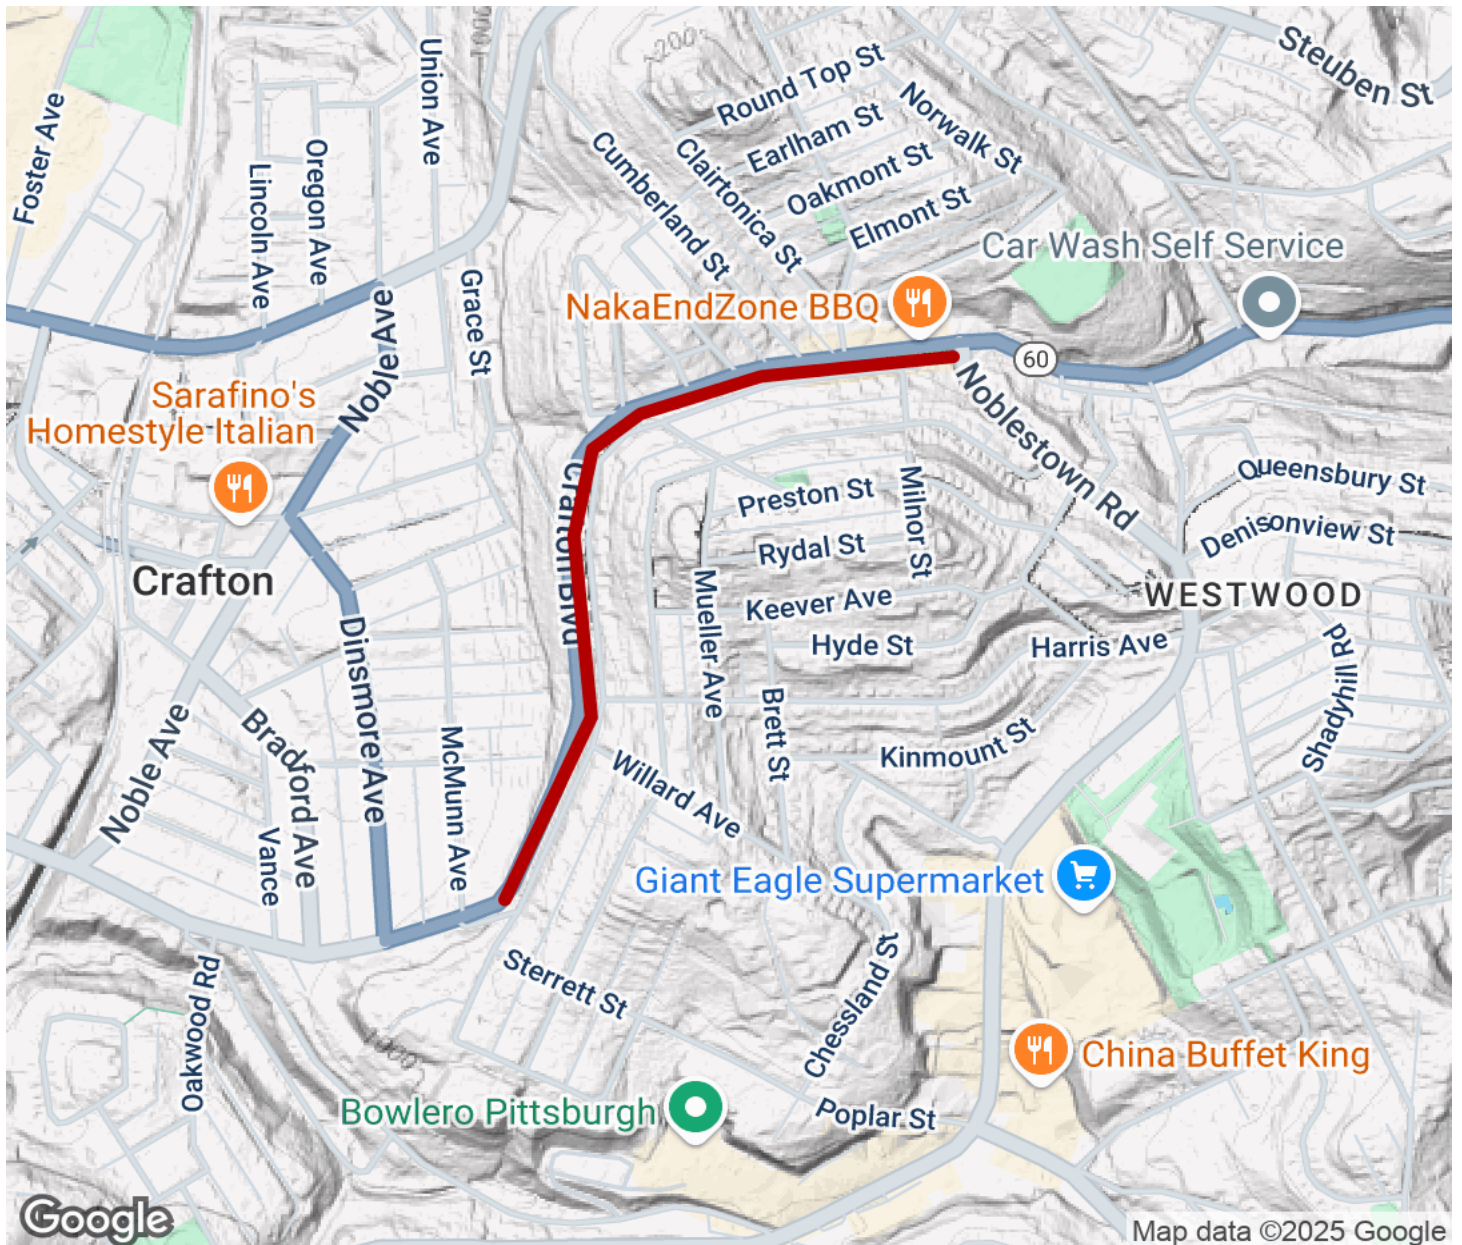 Steuben St
Round Top St
Union Ave
Foster Ave
Norwalk St
Earlham St
Oregon Ave
Cumberland St
Clairtonica St
Oakmont St
Lincoln Ave
Elmont St
Car Wash Self Service
Grace St
NakaEndZone BBQ
Noble Ave
60
Sarafino's
Homestyle Italian
Noblestown Rd
Queensbury St
Crafton Blvd
Milnor St
Preston St
Denisonview St
Rydal St
Crafton
WESTWOOD
Mueller Ave
Keever Ave
Hyde St
Harris Ave
Dinsmore Ave
Shadyhill Rd
Brett St
Bradford Ave
Noble Ave
McMunn Ave
Kinmount St
Willard Ave
Vance
Giant Eagle Supermarket
Sterrett St
Oakwood Rd
Chessland St
China Buffet King
Bowlero Pittsburgh
Poplar St
Google
Map data ©2025 Google